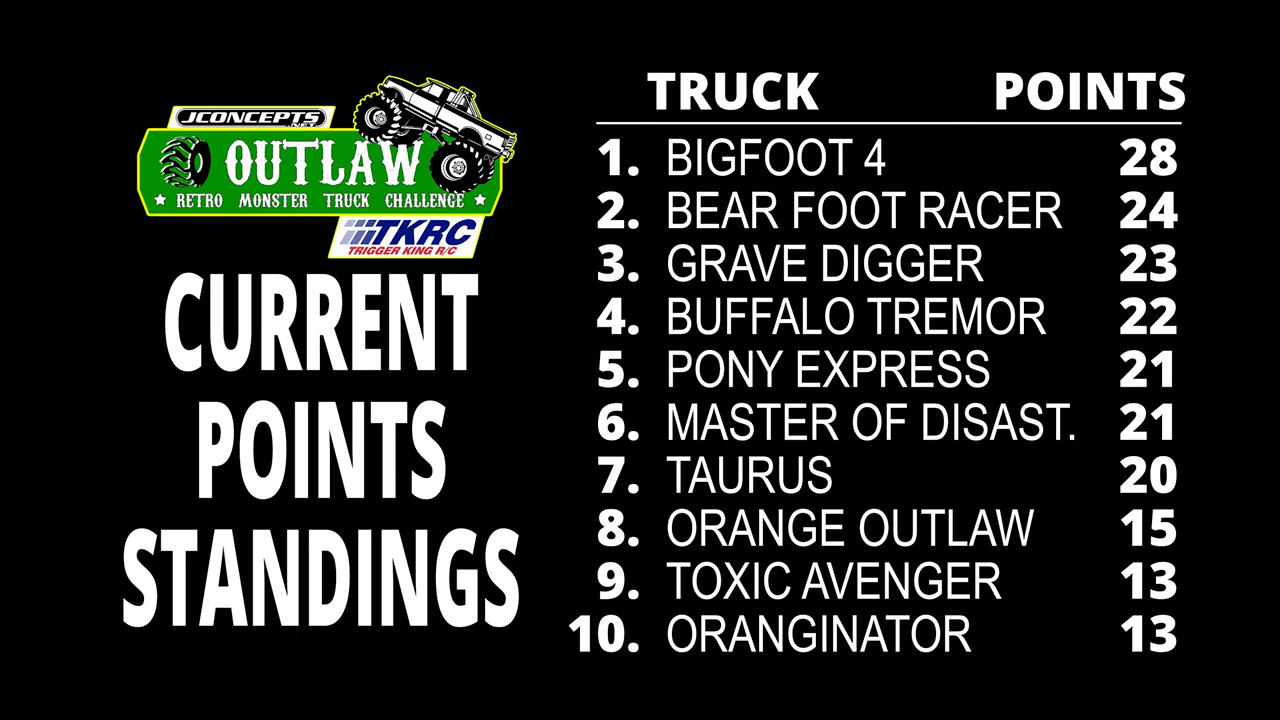 JCONCEPTS
.NET
OUTLAW
RETRO MONSTER TRUCK CHALLENGE
TKRC
TRIGGER KING R/C
CURRENT
POINTS
STANDINGS
TRUCK POINTS
1. BIGFOOT 4 28
2. BEAR FOOT RACER 24
3. GRAVE DIGGER 23
4. BUFFALO TREMOR 22
5. PONY EXPRESS 21
6. MASTER OF DISAST. 21
7. TAURUS 20
8. ORANGE OUTLAW 15
9. TOXIC AVENGER 13
10. ORANGINATOR 13